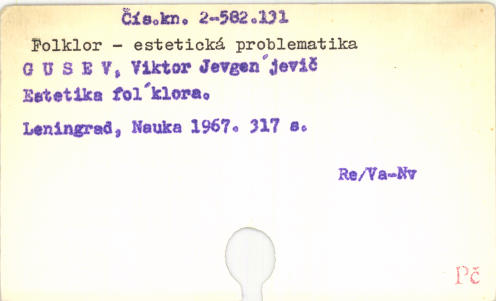 Čís.kn. 2-582.131
Folklor - estetická problematika
G U S E V, Viktor Jevgen´jevič
Estetika fol´klora.
Leningrad, Nauka 1967. 317 s.
Re/Va-Nv
Pč